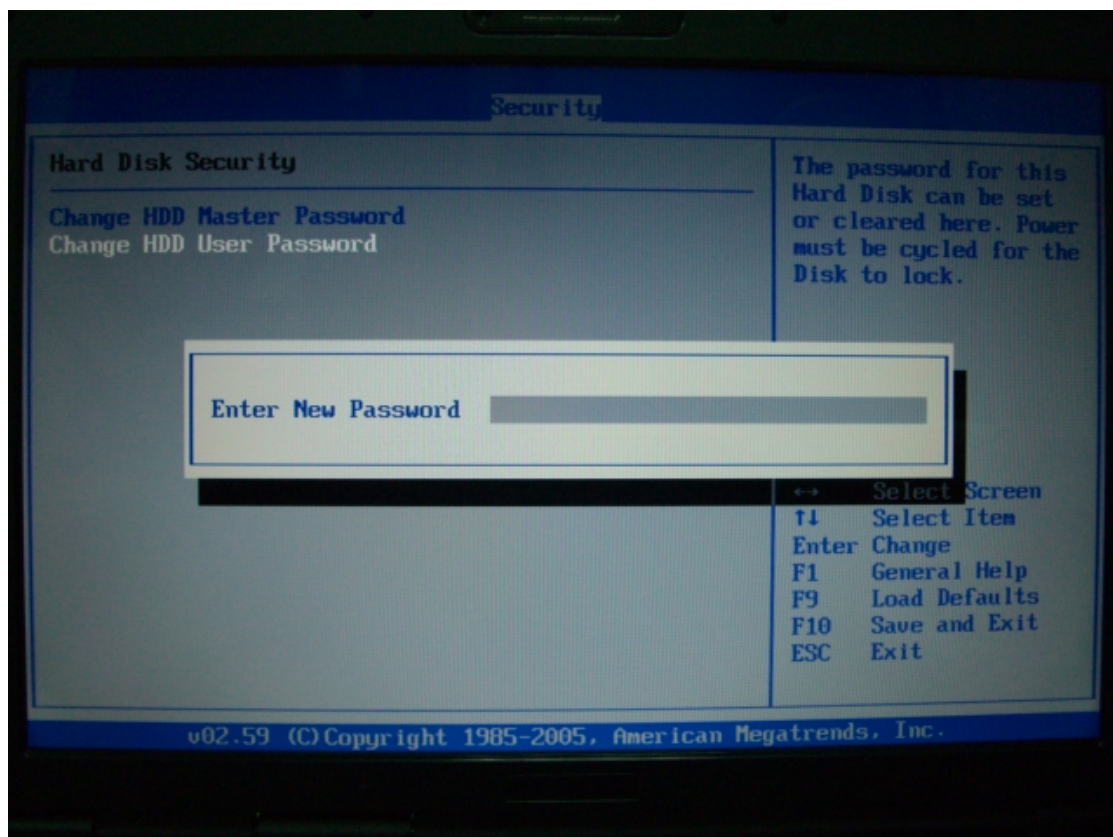 Security
Hard Disk Security
Change HDD Master Password
Change HDD User Password
The password for this
Hard Disk can be set
or cleared here. Power
must be cycled for the
Disk to lock.
Enter New Password
←→ Select Screen
↑↓ Select Item
Enter Change
F1 General Help
F9 Load Defaults
F10 Save and Exit
ESC Exit
v02.59 (C)Copyright 1985-2005, American Megatrends, Inc.